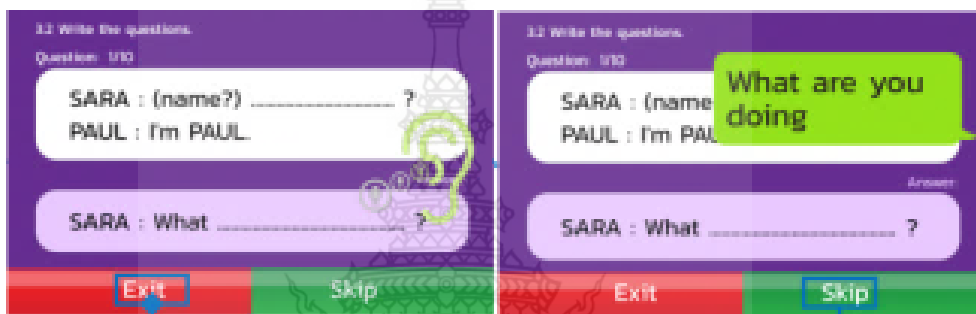 3.2 Write the questions.
Question: 1/10
SARA : (name?) ............................ ?
PAUL : I'm PAUL.
SARA : What .................................... ?
Exit
Skip
3.2 Write the questions.
Question: 1/10
SARA : (name
PAUL : I'm PAU
What are you
doing
Answer:
SARA : What .................................... ?
Exit
Skip